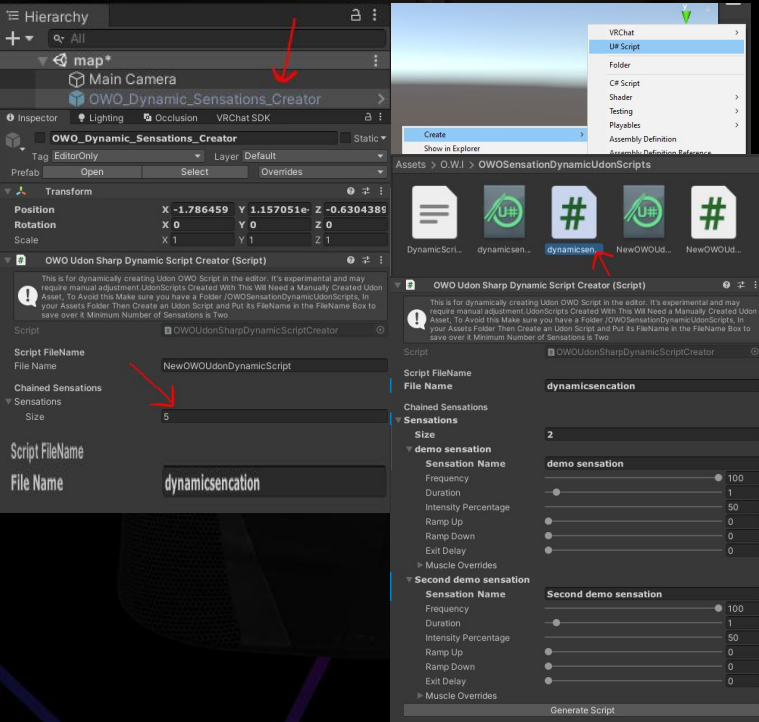 Hierarchy
All
map*
Main Camera
OWO_Dynamic_Sensations_Creator
Inspector Lighting Occlusion VRChat SDK
OWO_Dynamic_Sensations_Creator Static
Tag EditorOnly Layer Default
Prefab Open Select Overrides
Transform
Position X -1.786459 Y 1.157051e- Z -0.6304389
Rotation X 0 Y 0 Z 0
Scale X 1 Y 1 Z 1
OWO Udon Sharp Dynamic Script Creator (Script)
This is for dynamically creating Udon OWO Script in the editor. It's experimental and may
require manual adjustment.UdonScripts Created With This Will Need a Manually Created Udon
Asset, To Avoid this Make sure you have a Folder /OWOSensationDynamicUdonScripts, In
your Assets Folder Then Create an Udon Script and Put its FileName in the FileName Box to
save over it Minimum Number of Sensations is Two
Script OWOUdonSharpDynamicScriptCreator
Script FileName
File Name NewOWOUdonDynamicScript
Chained Sensations
Sensations
Size 5
Script FileName
File Name dynamicsencation
VRChat
U# Script
Folder
C# Script
Shader
Testing
Playables
Assembly Definition
Assembly Definition Reference
Create
Show in Explorer
Assets > O.W.I > OWOSensationDynamicUdonScripts
U#
#
U#
#
DynamicScri... dynamicsen... dynamicsen... NewOWOUd... NewOWOUd...
OWO Udon Sharp Dynamic Script Creator (Script)
This is for dynamically creating Udon OWO Script in the editor. It's experimental and may
require manual adjustment.UdonScripts Created With This Will Need a Manually Created Udon
Asset, To Avoid this Make sure you have a Folder /OWOSensationDynamicUdonScripts, In
your Assets Folder Then Create an Udon Script and Put its FileName in the FileName Box to
save over it Minimum Number of Sensations is Two
Script OWOUdonSharpDynamicScriptCreator
Script FileName
File Name dynamicsencation
Chained Sensations
Sensations
Size 2
demo sensation
Sensation Name demo sensation
Frequency 100
Duration 1
Intensity Percentage 50
Ramp Up 0
Ramp Down 0
Exit Delay 0
Muscle Overrides
Second demo sensation
Sensation Name Second demo sensation
Frequency 100
Duration 1
Intensity Percentage 50
Ramp Up 0
Ramp Down 0
Exit Delay 0
Muscle Overrides
Generate Script